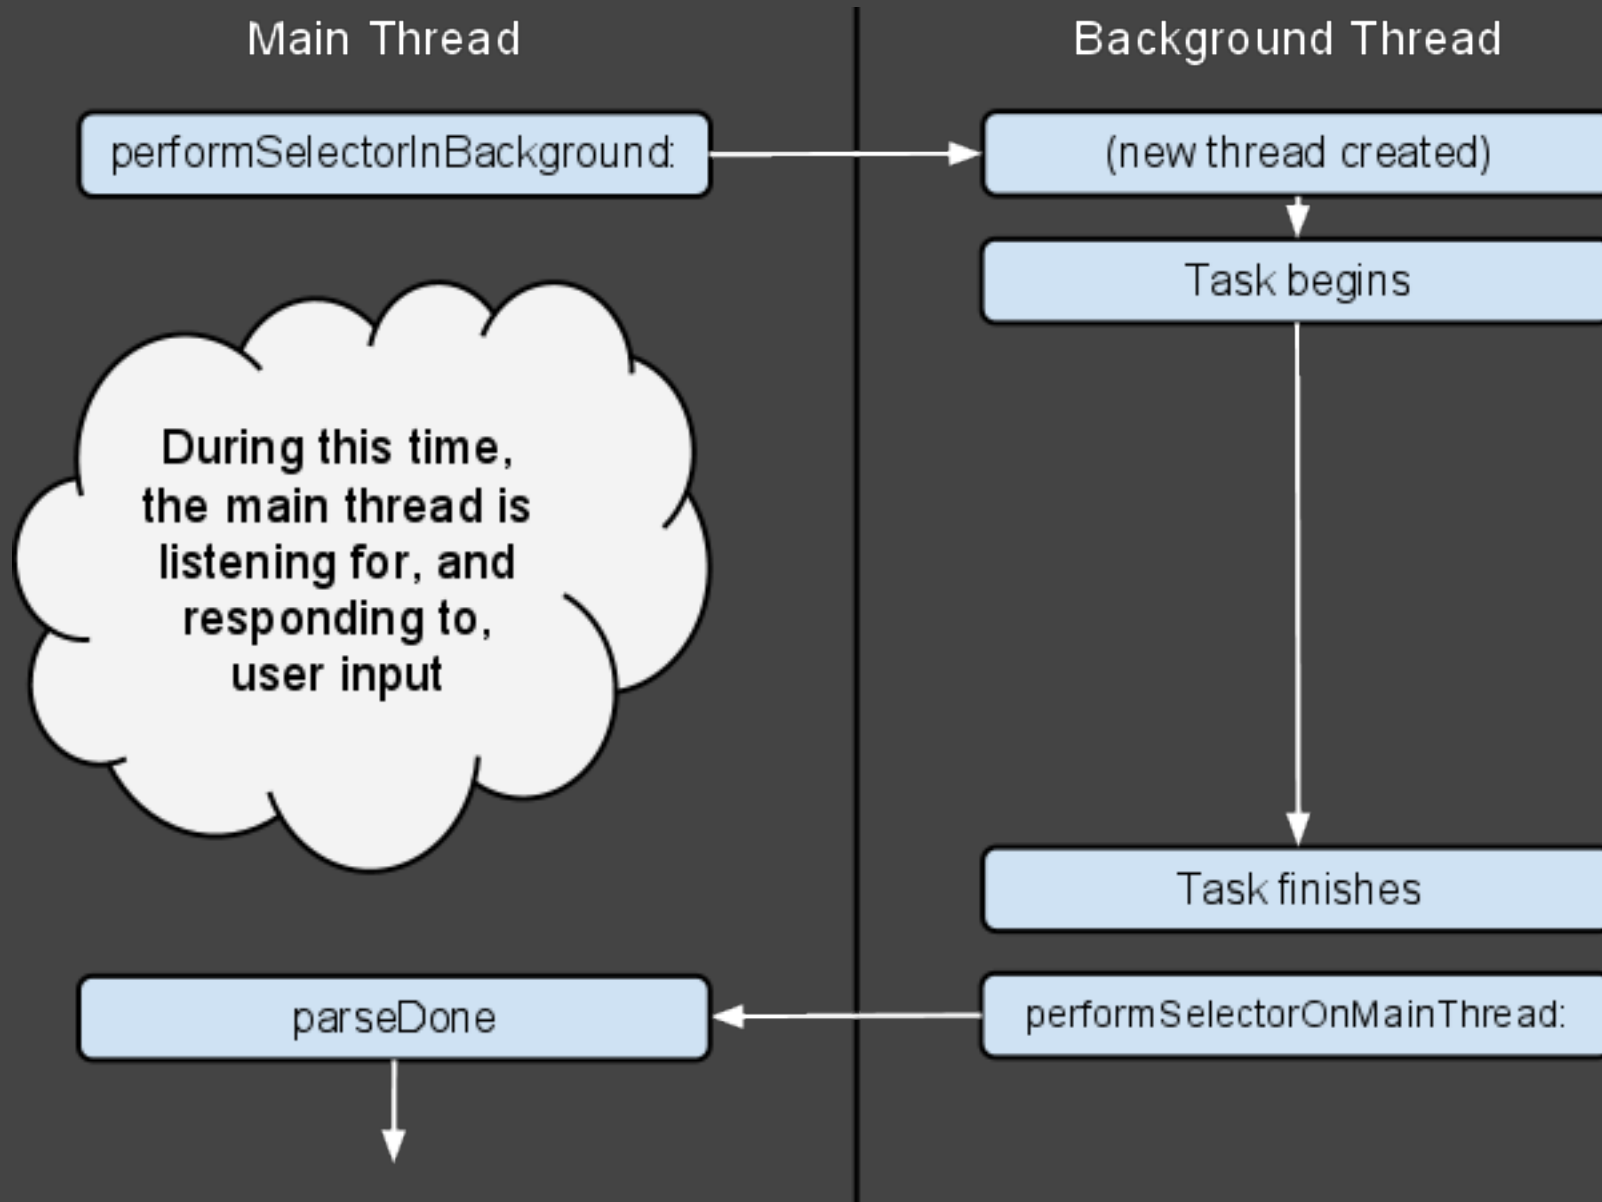 Main Thread
Background Thread
performSelectorInBackground:
(new thread created)
Task begins
During this time,
the main thread is
listening for, and
responding to,
user input
Task finishes
parseDone
performSelectorOnMainThread: